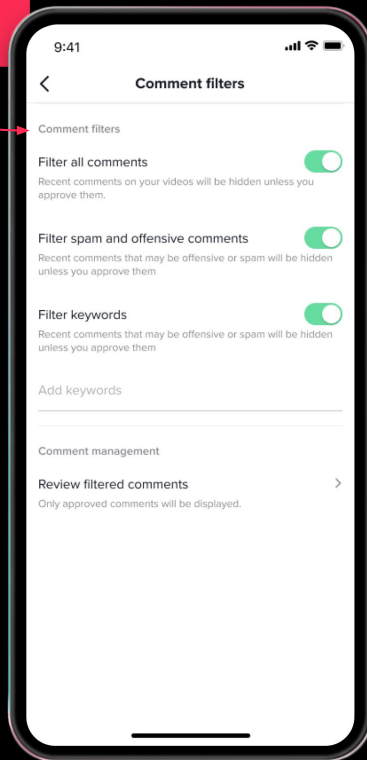 9:41
Comment filters
Comment filters
Filter all comments
Recent comments on your videos will be hidden unless you
approve them.
Filter spam and offensive comments
Recent comments that may be offensive or spam will be hidden
unless you approve them
Filter keywords
Recent comments that may be offensive or spam will be hidden
unless you approve them
Add keywords
Comment management
Review filtered comments
Only approved comments will be displayed.